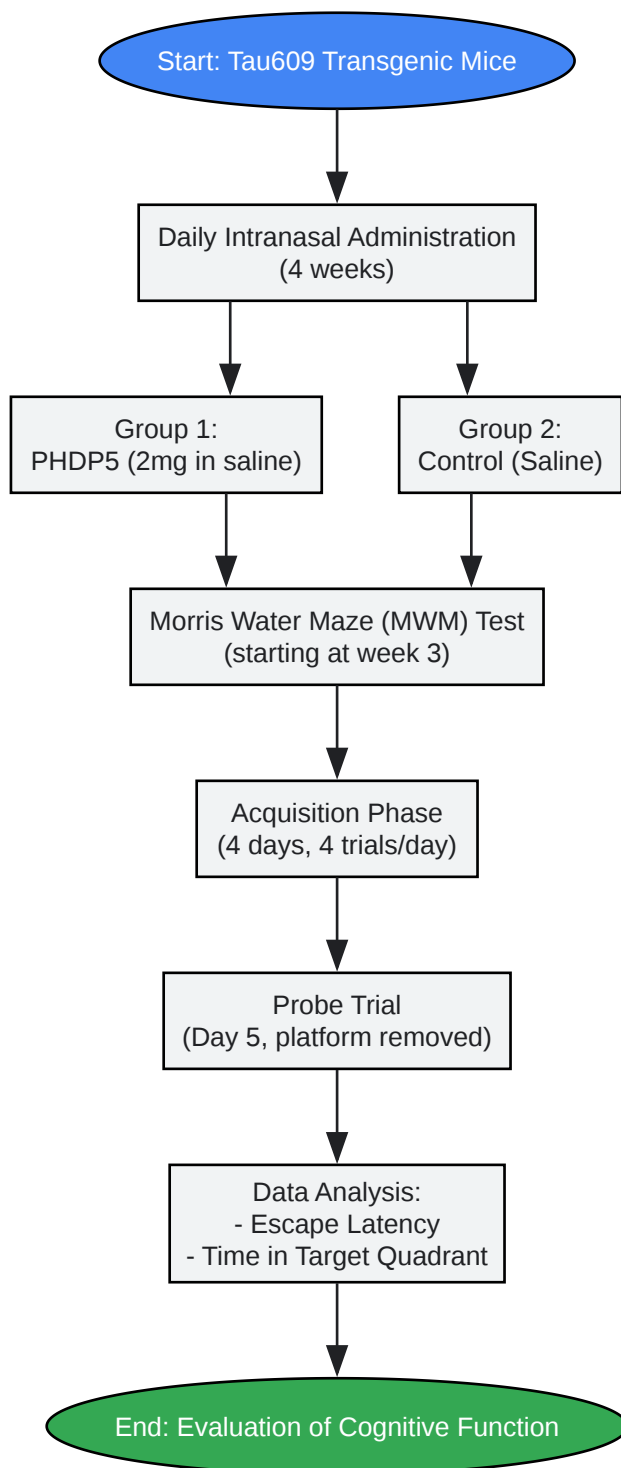 Start: Tau609 Transgenic Mice
Daily Intranasal Administration
(4 weeks)
Group 1:
PHDP5 (2mg in saline)
Group 2:
Control (Saline)
Morris Water Maze (MWM) Test
(starting at week 3)
Acquisition Phase
(4 days, 4 trials/day)
Probe Trial
(Day 5, platform removed)
Data Analysis:
- Escape Latency
- Time in Target Quadrant
End: Evaluation of Cognitive Function